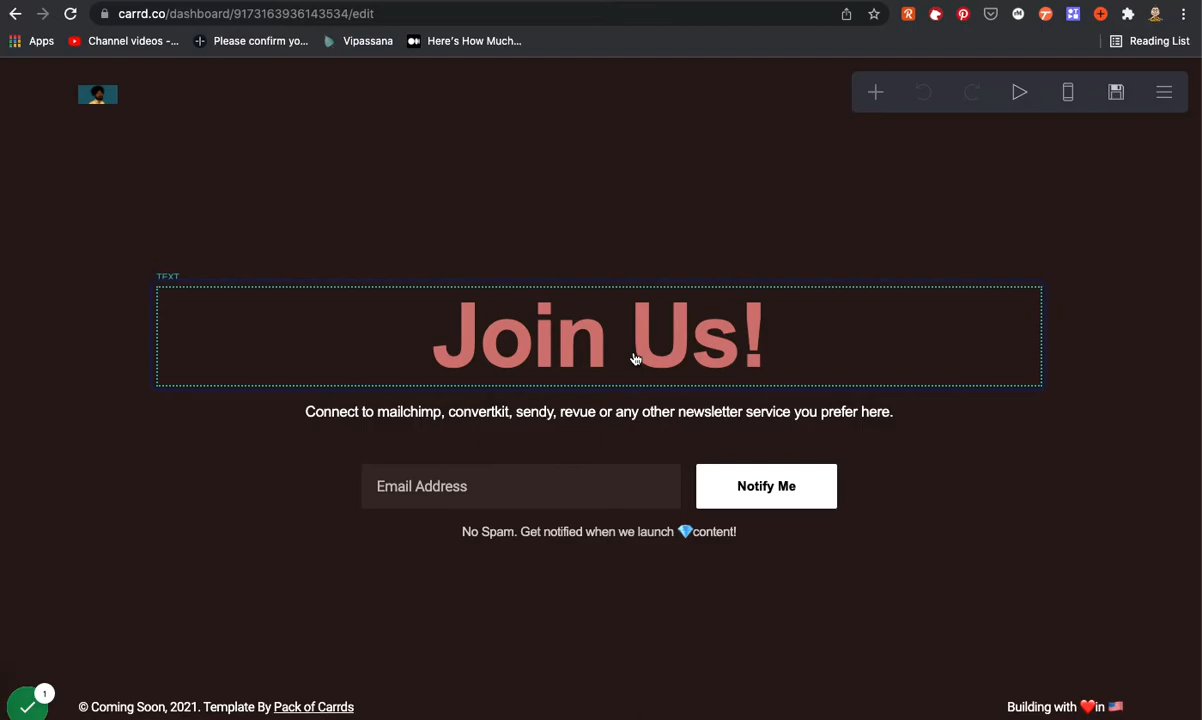 carrd.co/dashboard/9173163936143534/edit
Apps
Channel videos -...
Please confirm yo...
Vipassana
Here's How Much...
Reading List
TEXT
Join Us!
Connect to mailchimp, convertkit, sendy, revue or any other newsletter service you prefer here.
Email Address
Notify Me
No Spam. Get notified when we launch 💎content!
1
© Coming Soon, 2021. Template By Pack of Carrds
Building with ❤️in 🇺🇸